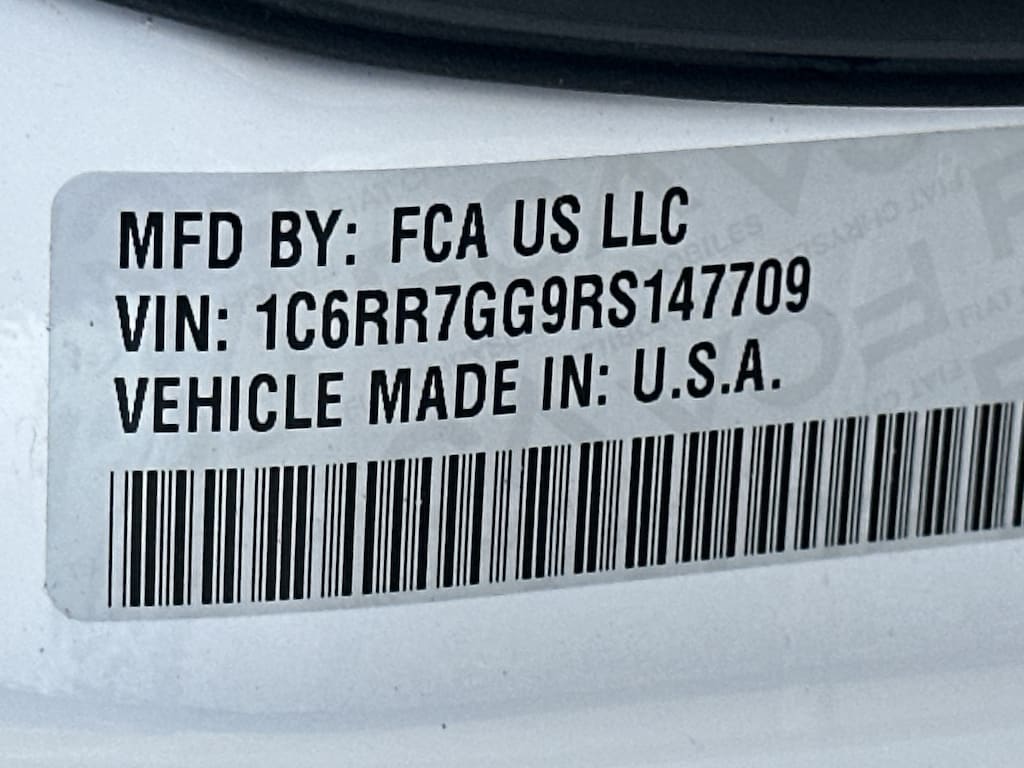 MFD BY: FCA US LLC
VIN: 1C6RR7GG9RS147709
VEHICLE MADE IN: U.S.A.